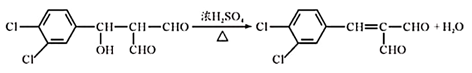 Cl Cl CH—CH—CHO OH CHO 浓H₂SO₄ △ Cl Cl CH=C—CHO CHO +H₂O